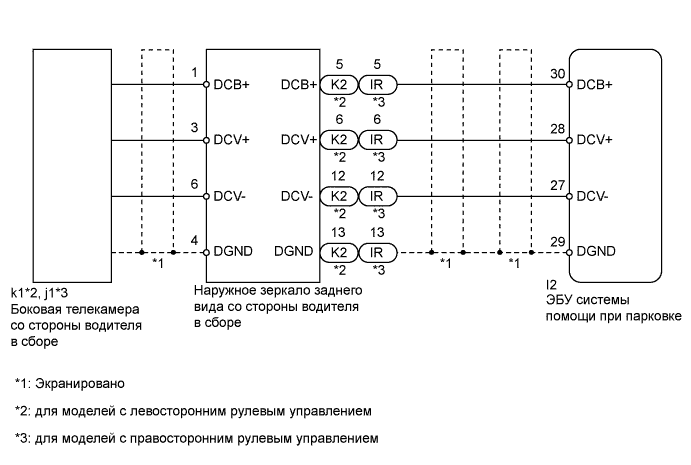 5 5
1 DCB+ DCB+ K2 IR 30 DCB+
*2 *3
6 6
3 DCV+ DCV+ K2 IR 28 DCV+
*2 *3
12 12
6 DCV- DCV- K2 IR 27 DCV-
*2 *3
13 13
4 DGND DGND K2 IR 29 DGND
*1 *2 *3 *1 *1
k1*2, j1*3
Боковая телекамера
со стороны водителя
в сборе
Наружное зеркало заднего
вида со стороны водителя
в сборе
I2
ЭБУ системы
помощи при парковке
*1: Экранировано
*2: для моделей с левосторонним рулевым управлением
*3: для моделей с правосторонним рулевым управлением